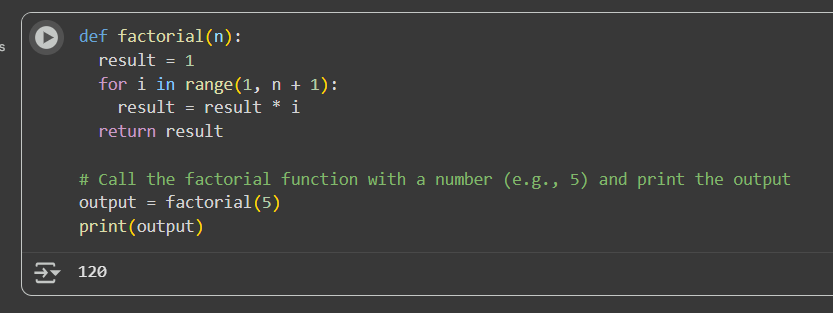 s
def factorial(n):
  result = 1
  for i in range(1, n + 1):
    result = result * i
  return result

# Call the factorial function with a number (e.g., 5) and print the output
output = factorial(5)
print(output)
120